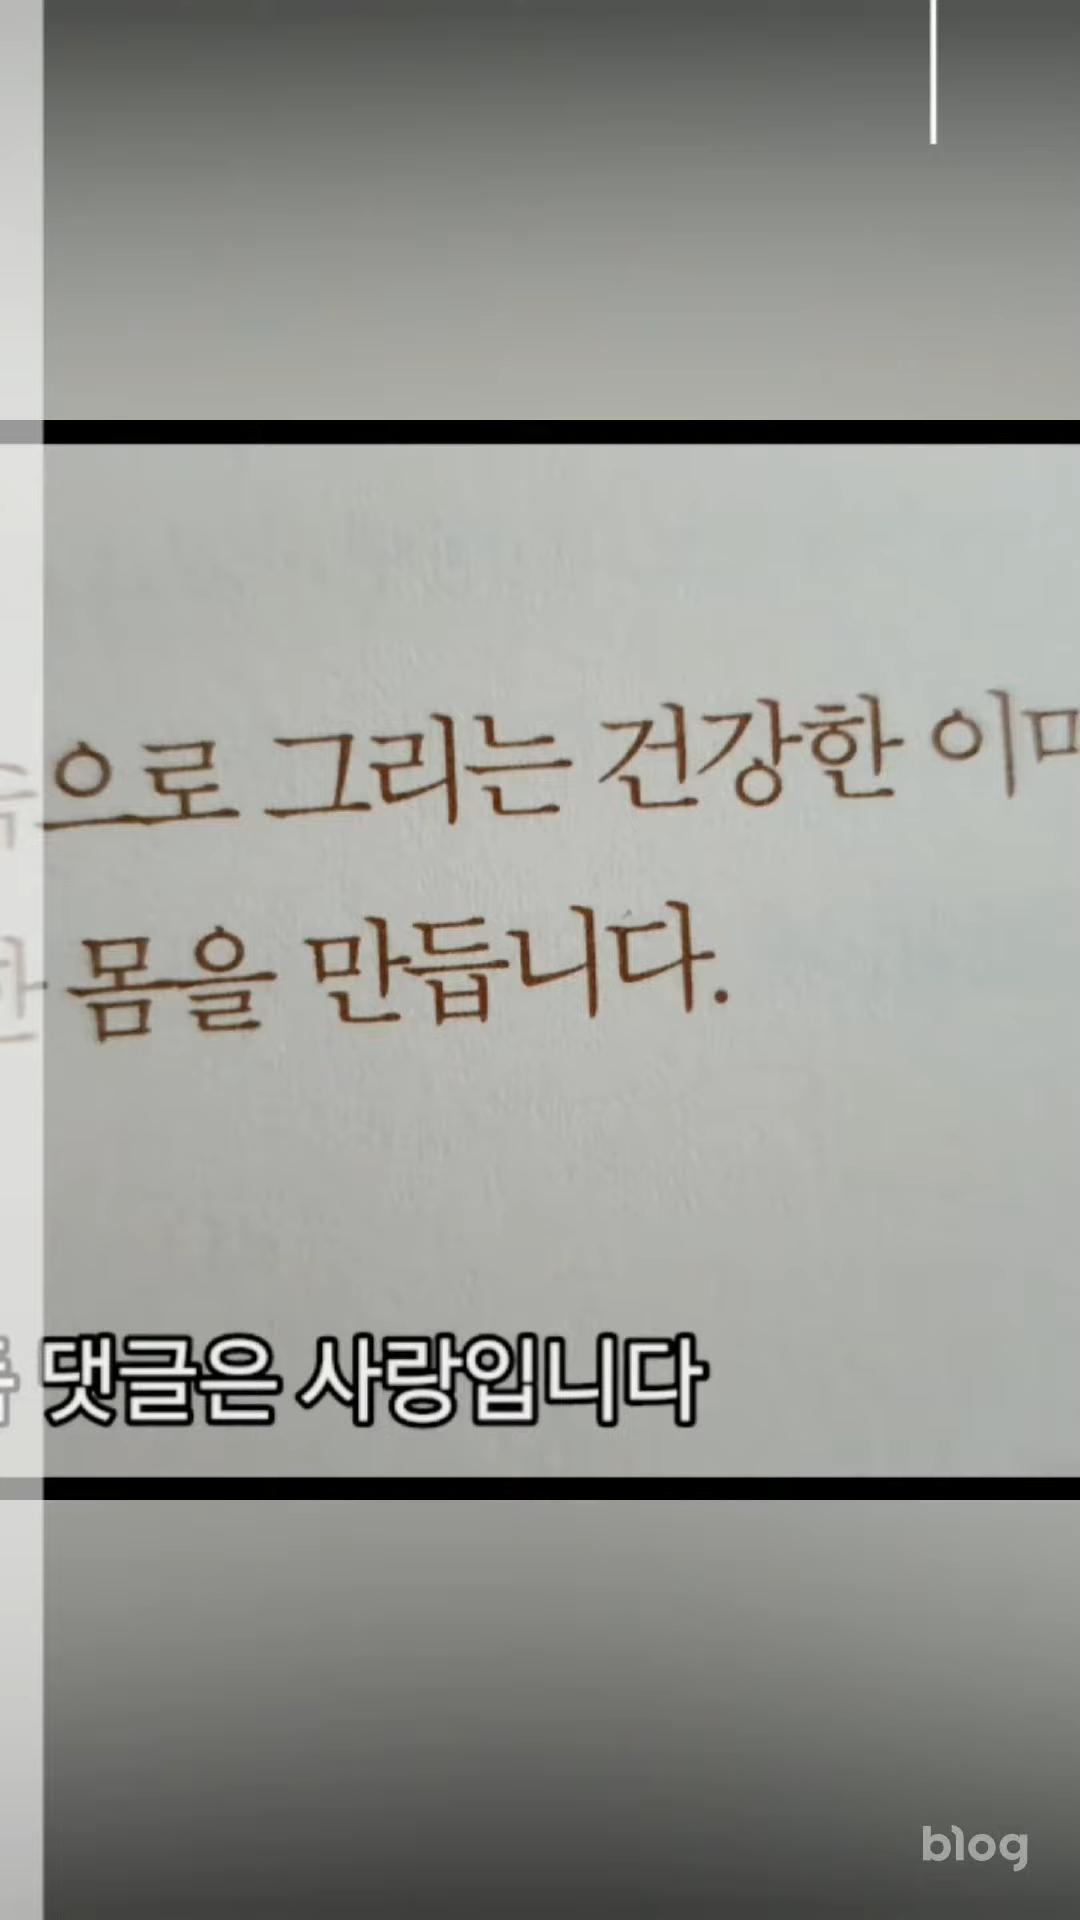 으로 그리는 건강한 이미
몸을 만듭니다.
댓글은 사랑입니다
blog